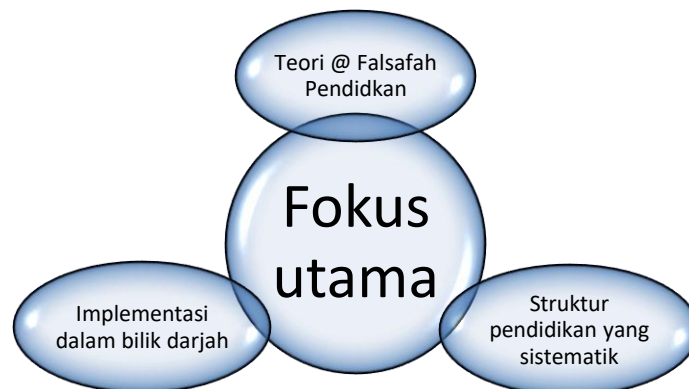 Teori @ Falsafah
Pendidkan
Fokus
utama
Implementasi
dalam bilik darjah
Struktur
pendidikan yang
sistematik